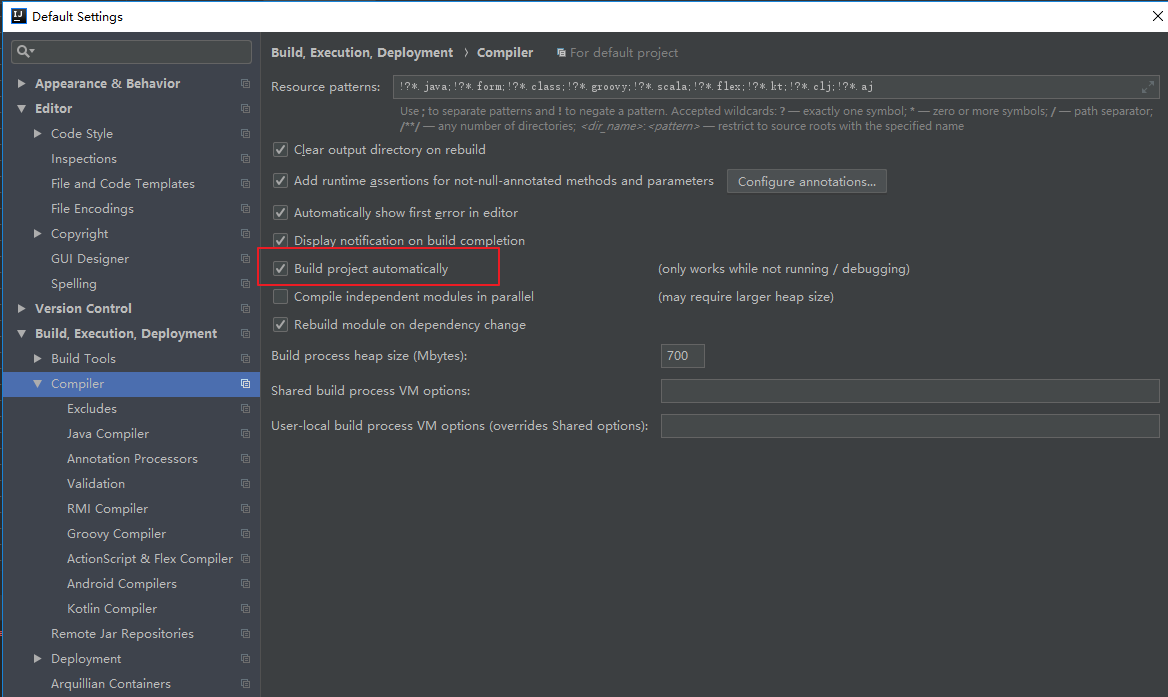 Default Settings
Build, Execution, Deployment › Compiler For default project
Resource patterns: !?*.java;!?*.form;!?*.class;!?*.groovy;!?*.scala;!?*.flex;!?*.kt;!?*.clj;!?*.aj
Use ; to separate patterns and ! to negate a pattern. Accepted wildcards: ? — exactly one symbol; * — zero or more symbols; / — path separator;
/**/ — any number of directories; <dir_name>:<pattern> — restrict to source roots with the specified name
Clear output directory on rebuild
Add runtime assertions for not-null-annotated methods and parameters Configure annotations...
Automatically show first error in editor
Display notification on build completion
Build project automatically (only works while not running / debugging)
Compile independent modules in parallel (may require larger heap size)
Rebuild module on dependency change
Build process heap size (Mbytes): 700
Shared build process VM options:
User-local build process VM options (overrides Shared options):
Appearance & Behavior
Editor
Code Style
Inspections
File and Code Templates
File Encodings
Copyright
GUI Designer
Spelling
Version Control
Build, Execution, Deployment
Build Tools
Compiler
Excludes
Java Compiler
Annotation Processors
Validation
RMI Compiler
Groovy Compiler
ActionScript & Flex Compiler
Android Compilers
Kotlin Compiler
Remote Jar Repositories
Deployment
Arquillian Containers